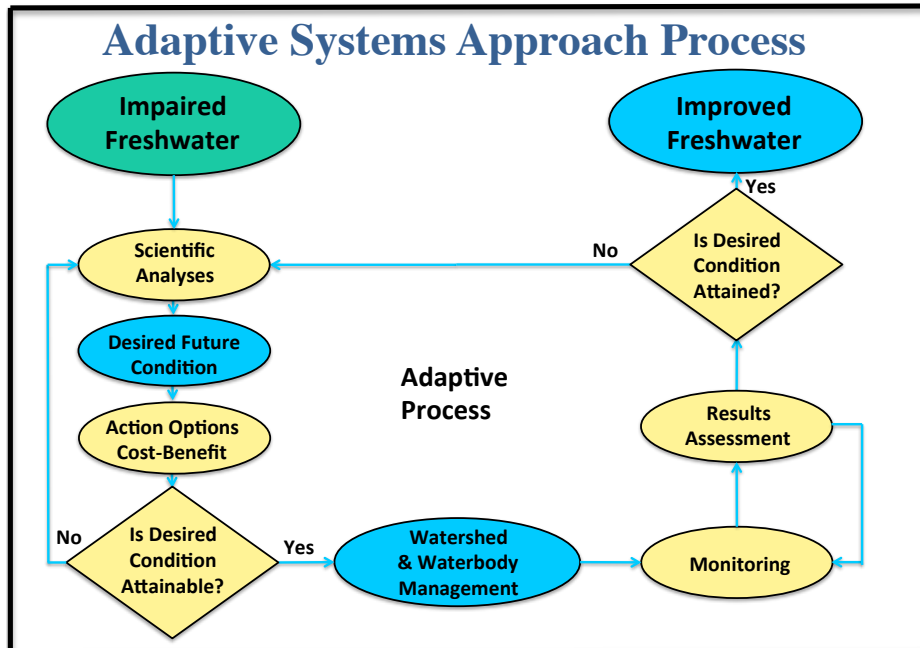 Adaptive Systems Approach Process
Impaired
Freshwater
Improved
Freshwater
Yes
Scientific
Analyses
No
Is Desired
Condition
Attained?
Desired Future
Condition
Adaptive
Process
Action Options
Cost-Benefit
Results
Assessment
No
Is Desired
Condition
Attainable?
Yes
Watershed
& Waterbody
Management
Monitoring